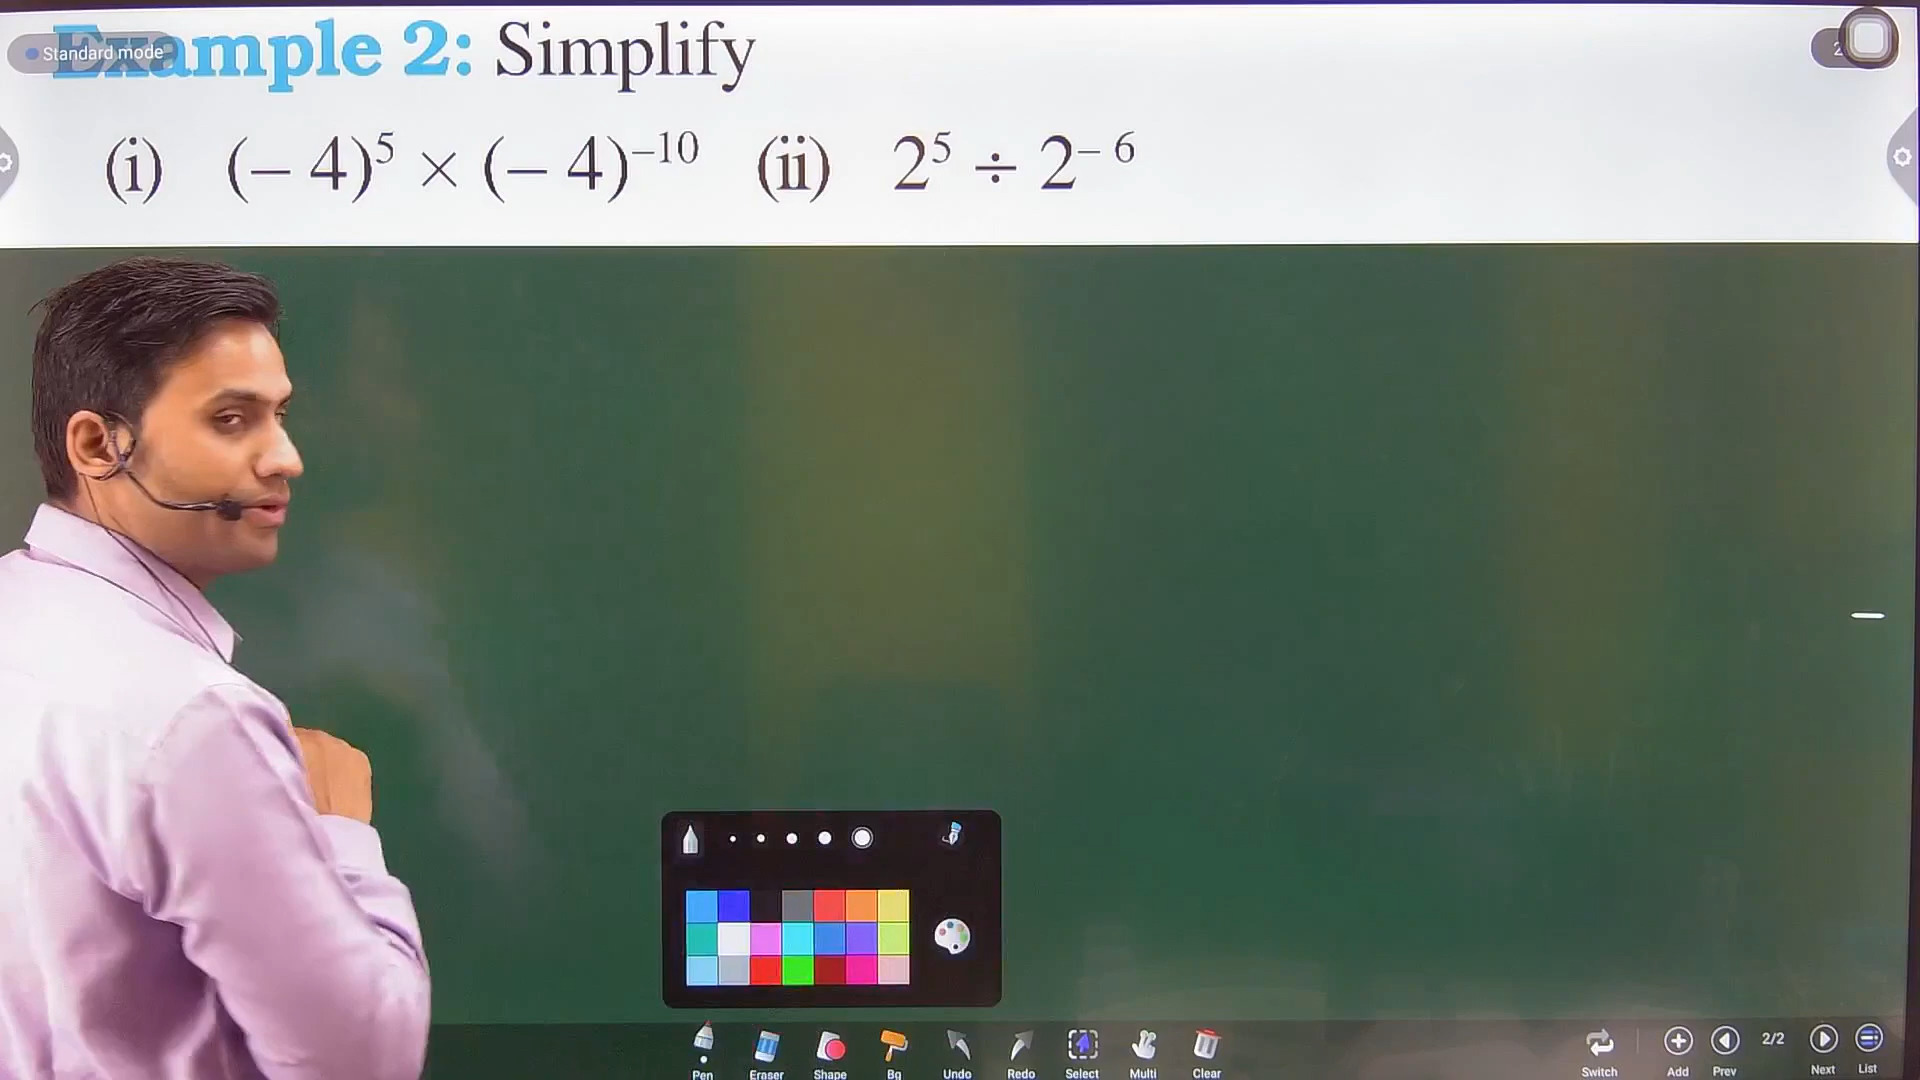 Example 2: Simplify
Standard mode
2
(i) (– 4)⁵ × (– 4)⁻¹⁰ (ii) 2⁵ ÷ 2⁻ ⁶
Pen Eraser Shape Bg Undo Redo Select Multi Clear Switch Add Prev 2/2 Next List